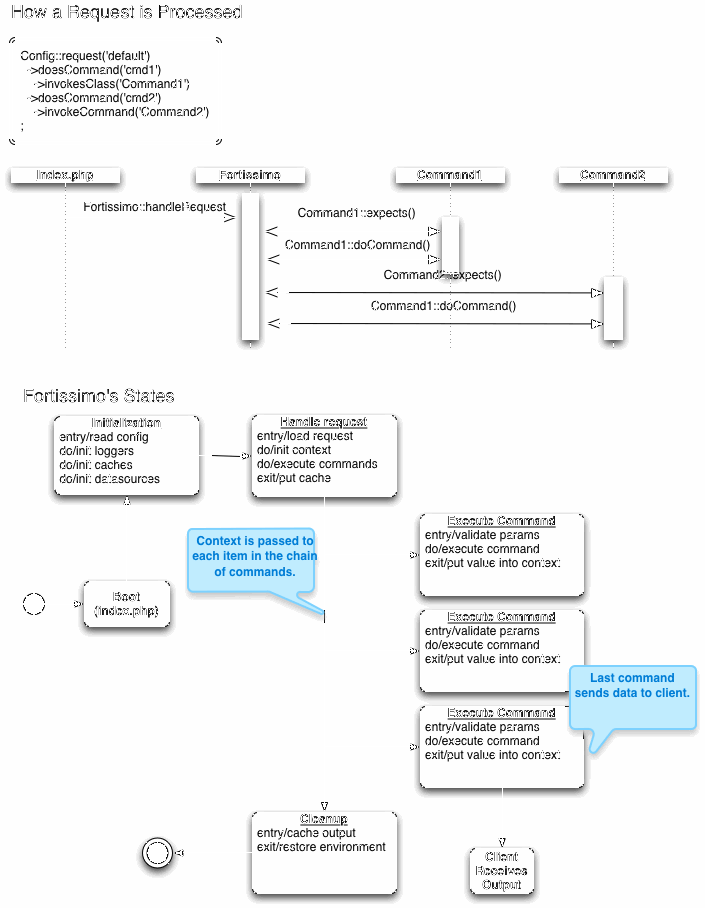 How a Request is Processed
Config::request('default')
->doesCommand('cmd1')
->invokesClass('Command1')
->doesCommand('cmd2')
->invokeCommand('Command2')
;
Index.php
Fortissimo
Command1
Command2
Fortissimo::handleRequest
Command1::expects()
Command1::doCommand()
Command2::expects()
Command1::doCommand()
Fortissimo's States
Initialization
entry/read config
do/init loggers
do/init caches
do/init datasources
Handle request
entry/load request
do/init context
do/execute commands
exit/put cache
Execute Command
entry/validate params
do/execute command
exit/put value into context
Context is passed to
each item in the chain
of commands.
Boot
(index.php)
Execute Command
entry/validate params
do/execute command
exit/put value into context
Last command
sends data to client.
Execute Command
entry/validate params
do/execute command
exit/put value into context
Cleanup
entry/cache output
exit/restore environment
Client
Receives
Output